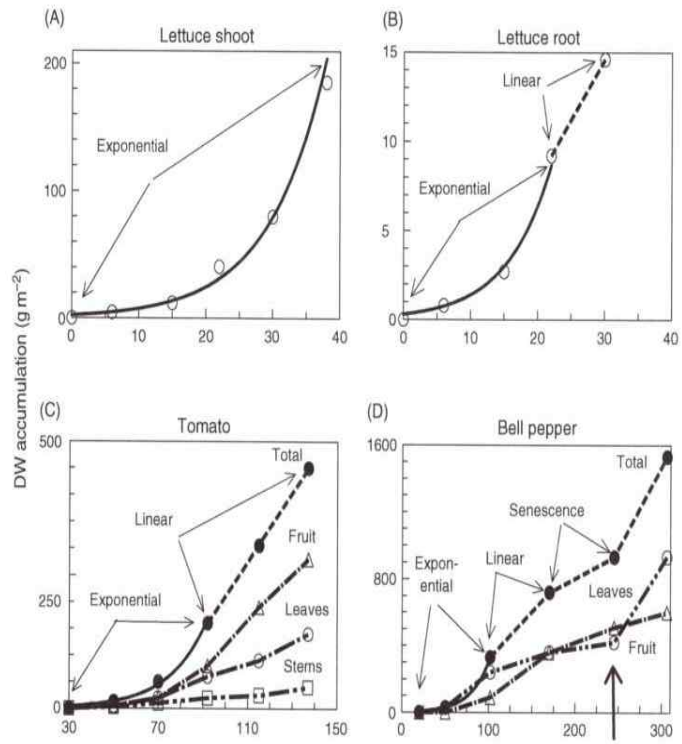 (A)
Lettuce shoot
200
100
0
Exponential
0
10
20
30
40
(B)
Lettuce root
15
10
5
0
Linear
Exponential
0
10
20
30
40
DW accumulation (g m⁻²)
(C)
Tomato
500
250
0
Total
Linear
Fruit
Exponential
Leaves
Stems
30
70
110
150
(D)
Bell pepper
1600
800
0
Total
Senescence
Expon-
ential
Linear
Leaves
Fruit
0
100
200
300